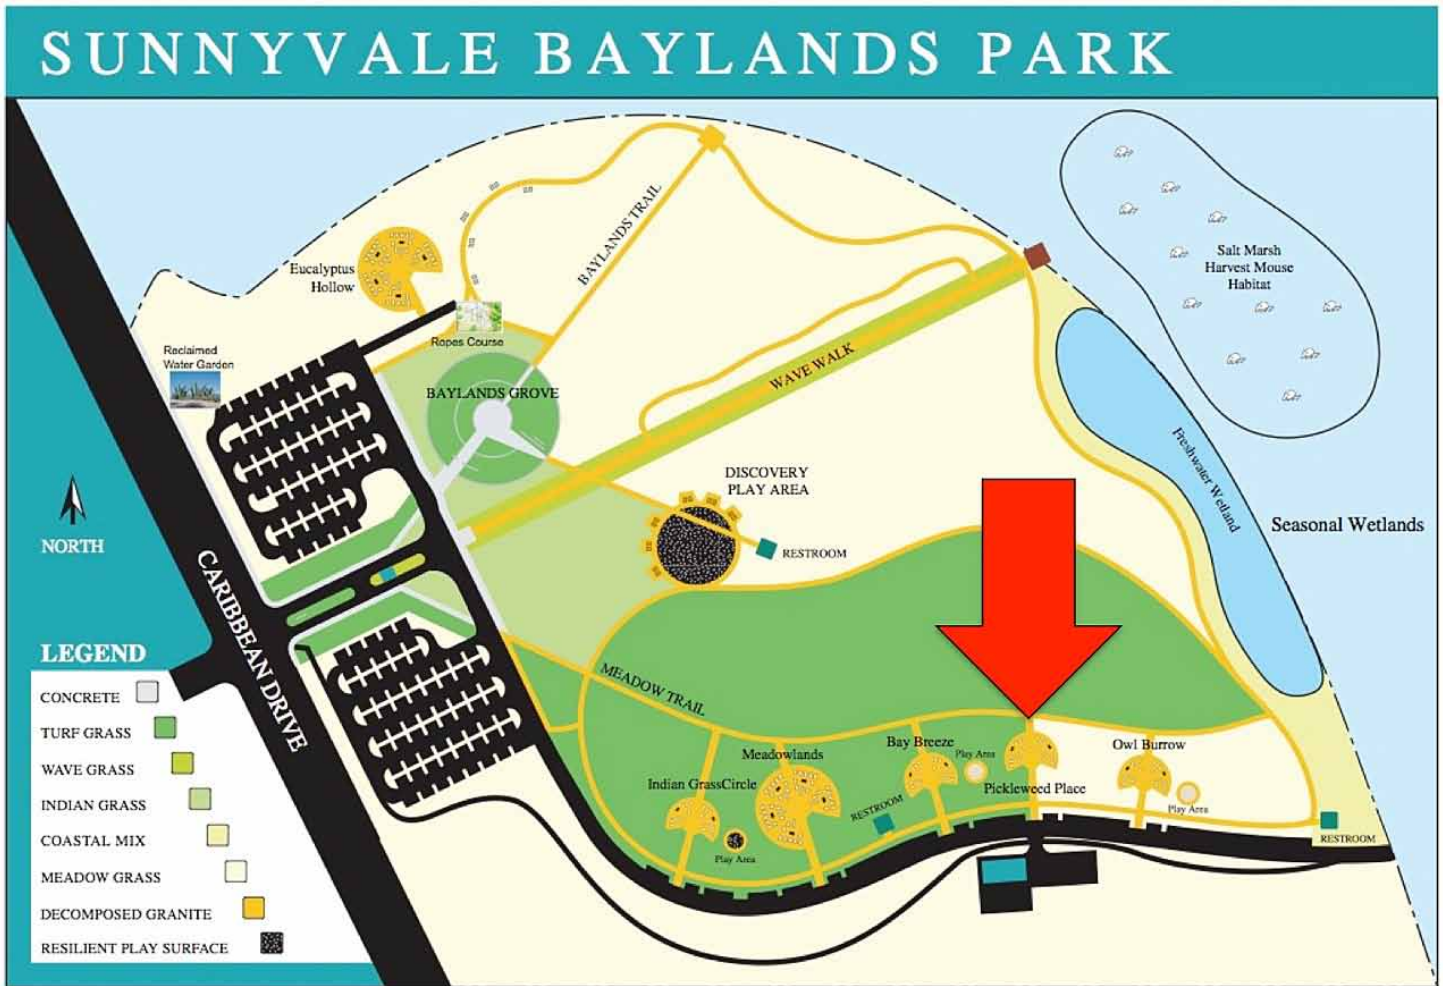 SUNNYVALE BAYLANDS PARK
Salt Marsh
Harvest Mouse
Habitat
BAYLANDS TRAIL
Eucalyptus
Hollow
Ropes Course
Reclaimed
Water Garden
BAYLANDS GROVE
WAVE WALK
Freshwater Wetland
DISCOVERY
PLAY AREA
RESTROOM
Seasonal Wetlands
NORTH
CARIBBEAN DRIVE
MEADOW TRAIL
Meadowlands
Bay Breeze
Play Area
Owl Burrow
Indian GrassCircle
Pickleweed Place
Play Area
RESTROOM
Play Area
RESTROOM
LEGEND
CONCRETE
TURF GRASS
WAVE GRASS
INDIAN GRASS
COASTAL MIX
MEADOW GRASS
DECOMPOSED GRANITE
RESILIENT PLAY SURFACE